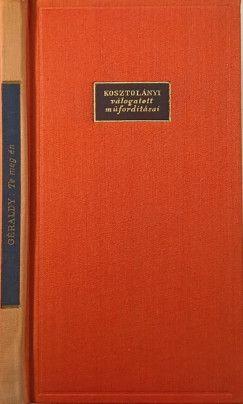 KOSZTOLÁNYI
válogatott
műfordításai
GÉRALDY: Te meg én